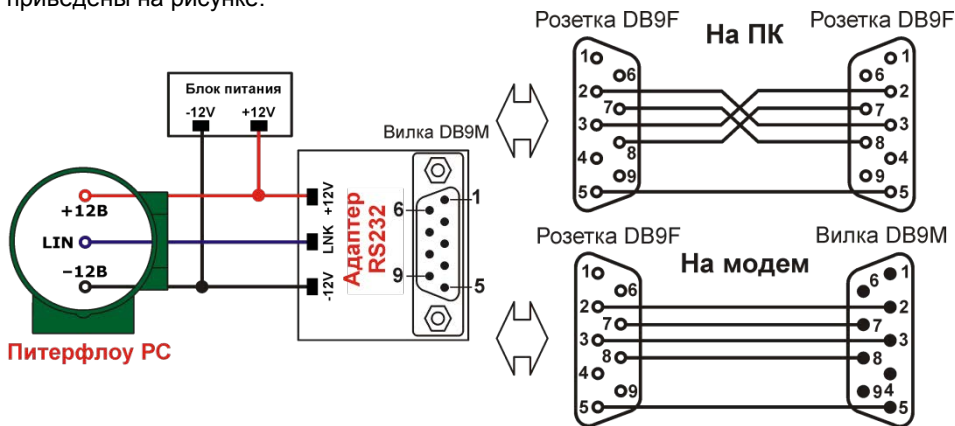 приведены на рисунке.
Блок питания
-12V +12V
+12В
LIN
–12В
Питерфлоу РС
Вилка DB9M
+12V
LNK
-12V
Адаптер
RS232
1
6
9
5
Розетка DB9F
На ПК
Розетка DB9F
1
6
2
7
3
8
4
9
5
1
6
2
7
3
8
4
9
5
Розетка DB9F
На модем
Вилка DB9M
1
6
2
7
3
8
4
9
5
1
6
2
7
3
8
94
5